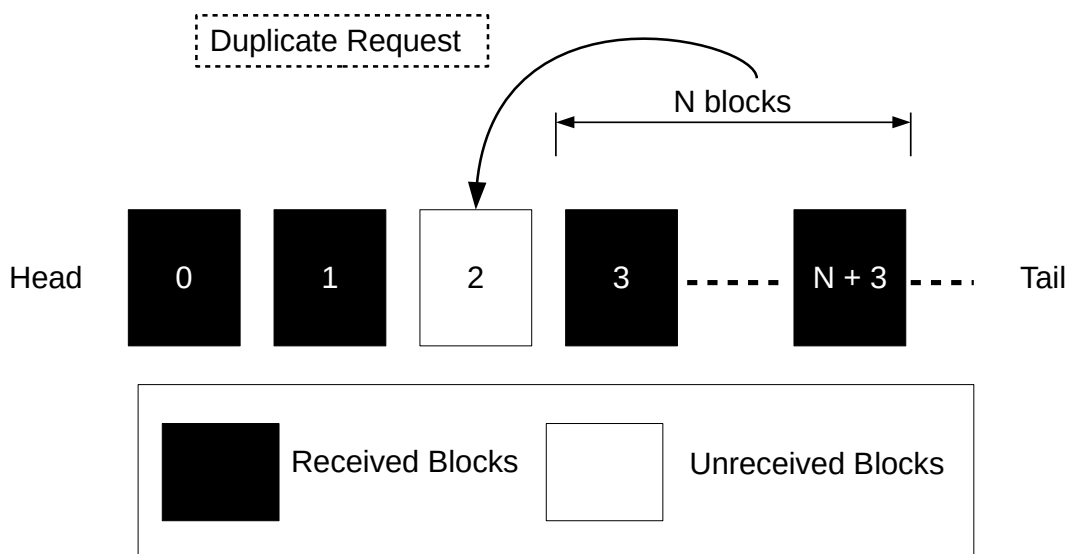 Duplicate Request
N blocks
Head 0 1 2 3 N + 3 Tail
Received Blocks Unreceived Blocks